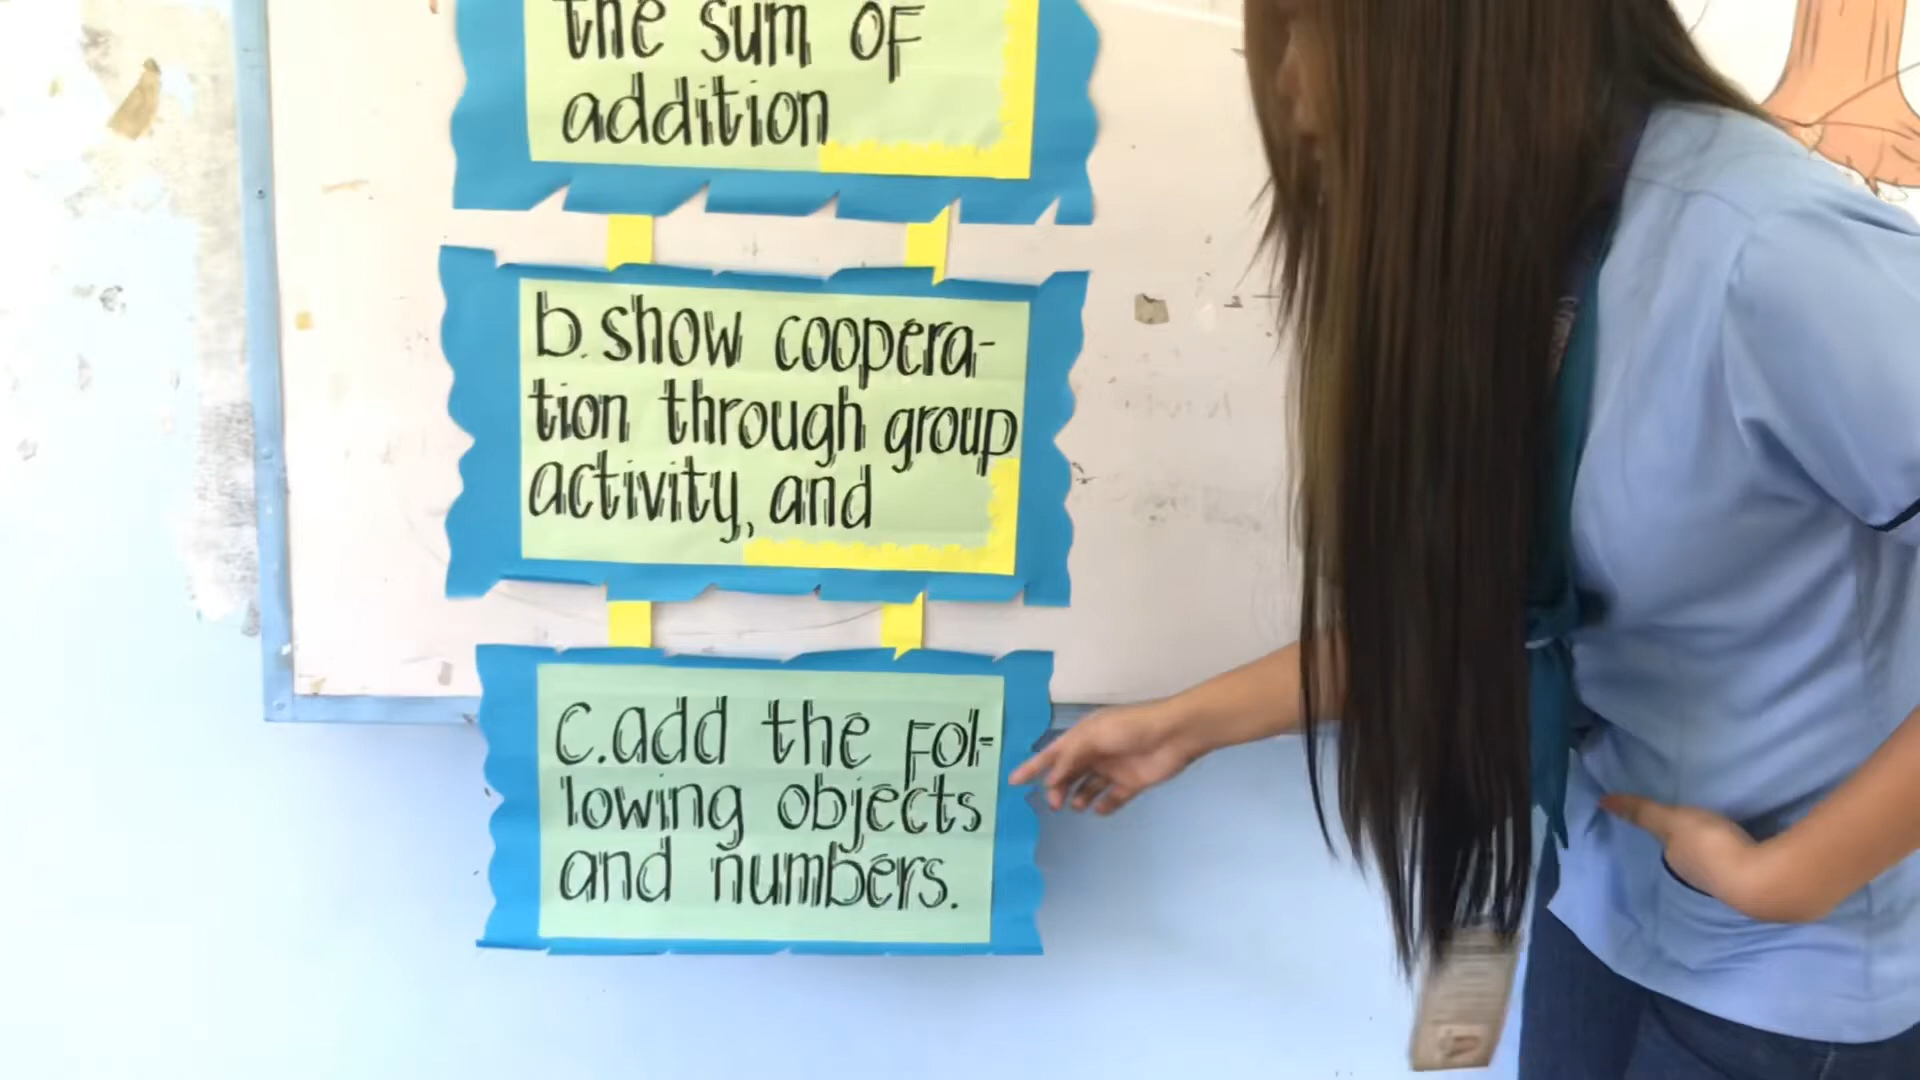 the sum of
addition
b. show coopera-
tion through group
activity, and
c. add the fol-
lowing objects
and numbers.